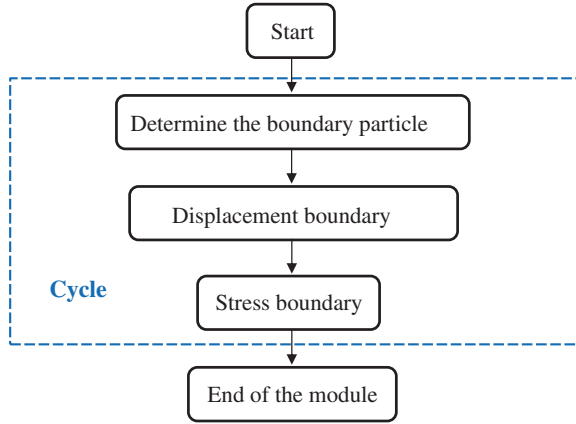 Start
Determine the boundary particle
Displacement boundary
Cycle
Stress boundary
End of the module